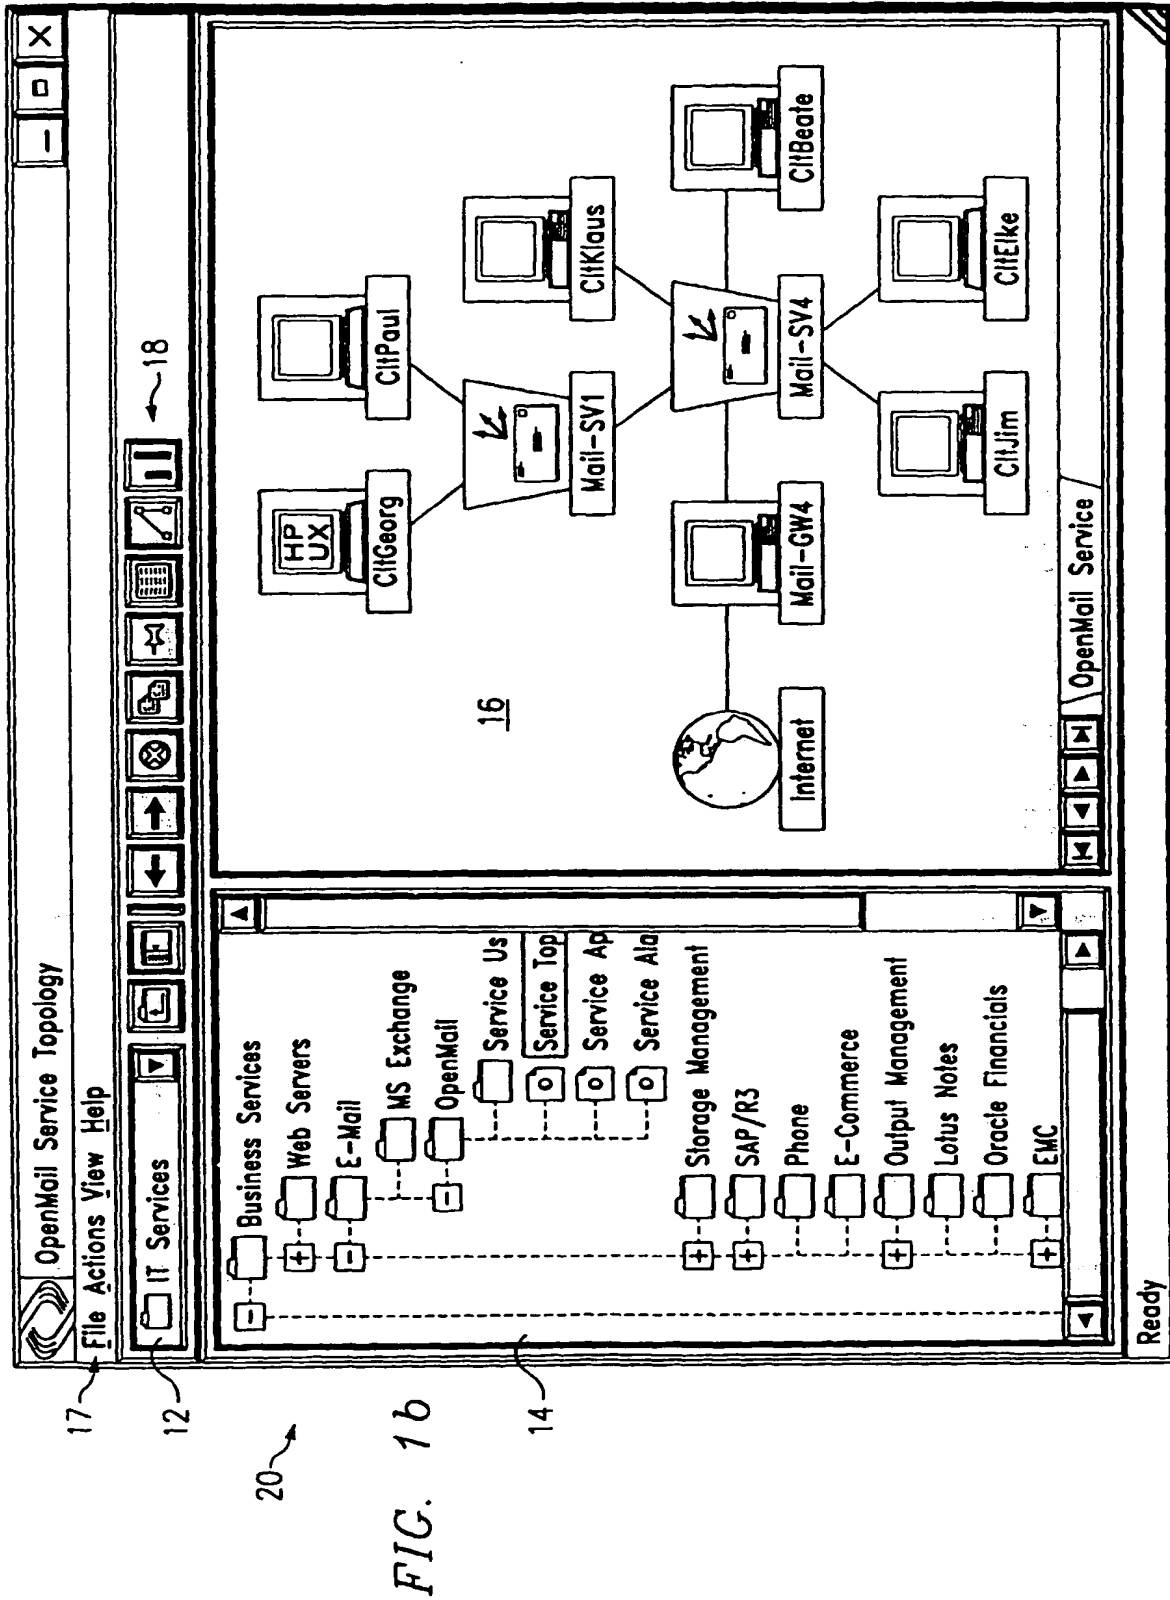 OpenMail Service Topology
File Actions View Help
17
IT Services
12
18
20
Business Services
Web Servers
E-Mail
MS Exchange
OpenMail
Service Us
Service Top
Service Ap
Service Ala
Storage Management
SAP/R3
Phone
E-Commerce
Output Management
Lotus Notes
Oracle Financials
EMC
14
HP
UX
CltGeorg
CltPaul
Mail-SV1
CltKlaus
16
Internet
Mail-GW4
Mail-SV4
CltBeate
CltJim
CltElke
OpenMail Service
Ready
FIG. 1b